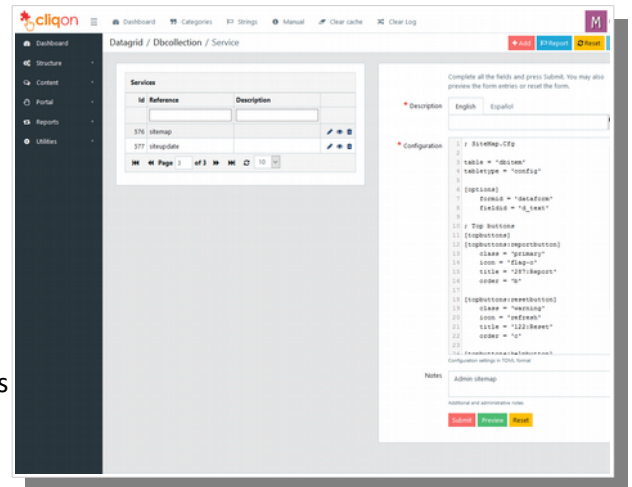 cliqon
Dashboard Categories Strings Manual Clear cache Clear Log
M
Dashboard
Structure
Content
Portal
Reports
Utilities
Datagrid / Dbcollection / Service
+Add Report Reset
Services
Id Reference Description
576 sitemap
577 siteupdate
Page 3 of 3 10
Complete all the fields and press Submit. You may also
preview the form entries or reset the form.
* Description English Español
* Configuration
1 ; SiteMap.Cfg
2
3 table = "dbitem"
4 tabletype = "config"
5
6 [options]
7 formid = "dataform"
8 fieldid = "d_text"
9
10 ; Top buttons
11 [topbuttons]
12 [topbuttons:reportbutton]
13 class = "primary"
14 icon = "flag-o"
15 title = "287:Report"
16 order = "b"
17
18 [topbuttons:resetbutton]
19 class = "warning"
20 icon = "refresh"
21 title = "122:Reset"
22 order = "c"
23
24 [topbuttons:helpbutton]
Configuration settings in TOML format
Notes Admin sitemap
Additional and administrative notes
Submit Preview Reset
s